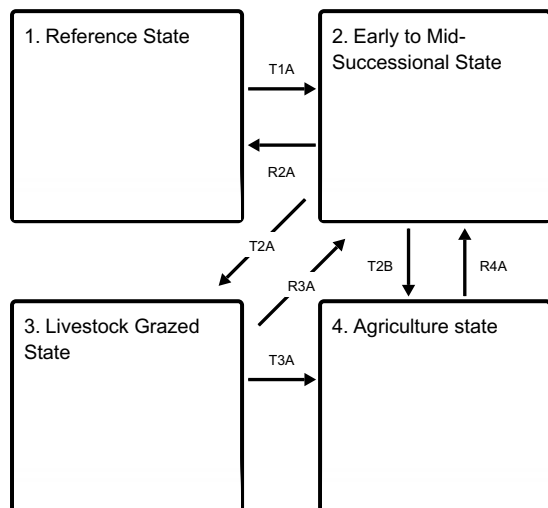 1. Reference State
2. Early to Mid-
Successional State
T1A
R2A
T2A
R3A
T2B
R4A
3. Livestock Grazed
State
4. Agriculture state
T3A